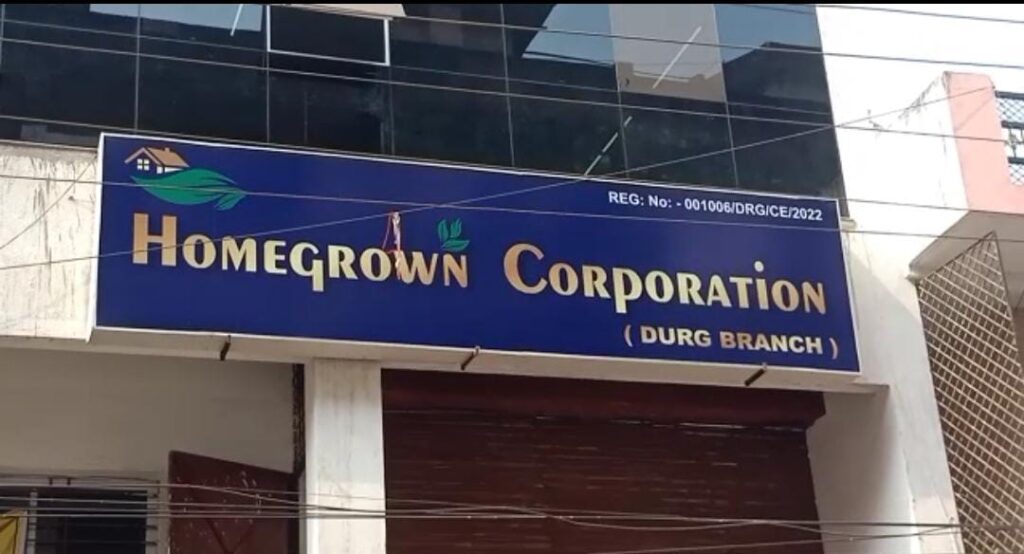 REG: No: - 001006/DRG/CE/2022
HOMEGROWN CORPORATION
( DURG BRANCH )